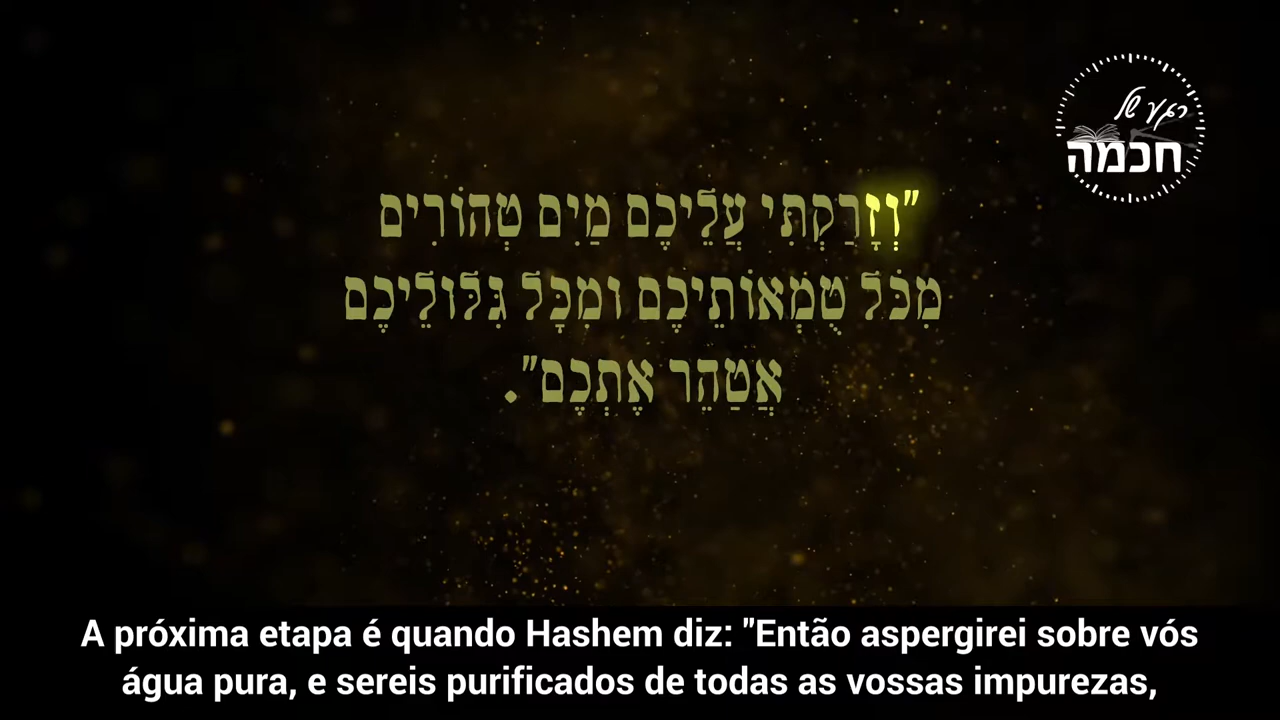 רגע של
חכמה
"וְזָרַקְתִּי עֲלֵיכֶם מַיִם טְהוֹרִים
מִכֹּל טֻמְאוֹתֵיכֶם וּמִכָּל גִּלּוּלֵיכֶם
אֲטַהֵר אֶתְכֶם".
A próxima etapa é quando Hashem diz: "Então aspergirei sobre vós
água pura, e sereis purificados de todas as vossas impurezas,